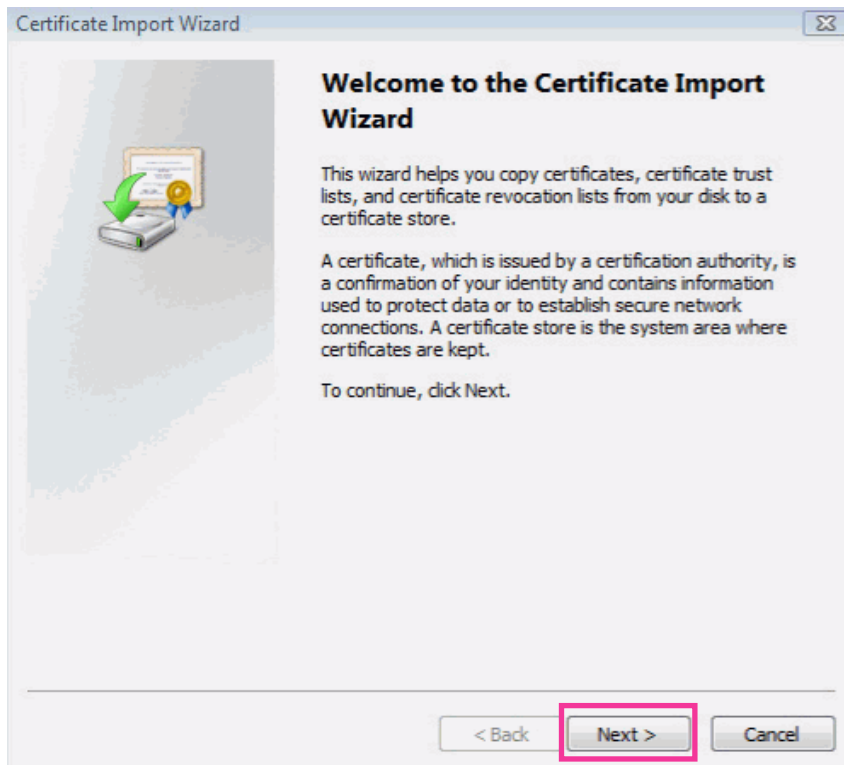 Certificate Import Wizard
Welcome to the Certificate Import
Wizard
This wizard helps you copy certificates, certificate trust
lists, and certificate revocation lists from your disk to a
certificate store.
A certificate, which is issued by a certification authority, is
a confirmation of your identity and contains information
used to protect data or to establish secure network
connections. A certificate store is the system area where
certificates are kept.
To continue, click Next.
< Back Next > Cancel